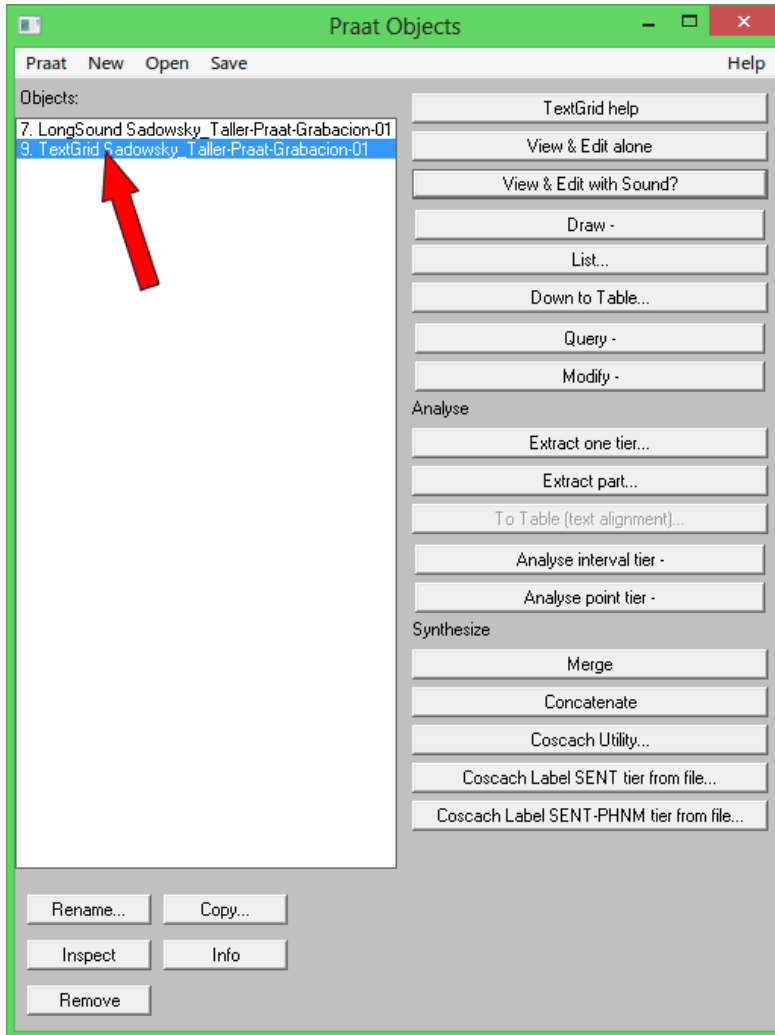 Praat Objects
Praat New Open Save Help
Objects:
7. LongSound Sadowsky_Taller-Praat-Grabacion-01
9. TextGrid Sadowsky_Taller-Praat-Grabacion-01
TextGrid help
View & Edit alone
View & Edit with Sound?
Draw -
List...
Down to Table...
Query -
Modify -
Analyse
Extract one tier...
Extract part...
To Table (text alignment)...
Analyse interval tier -
Analyse point tier -
Synthesize
Merge
Concatenate
Coscach Utility...
Coscach Label SENT tier from file...
Coscach Label SENT-PHNM tier from file...
Rename... Copy...
Inspect Info
Remove